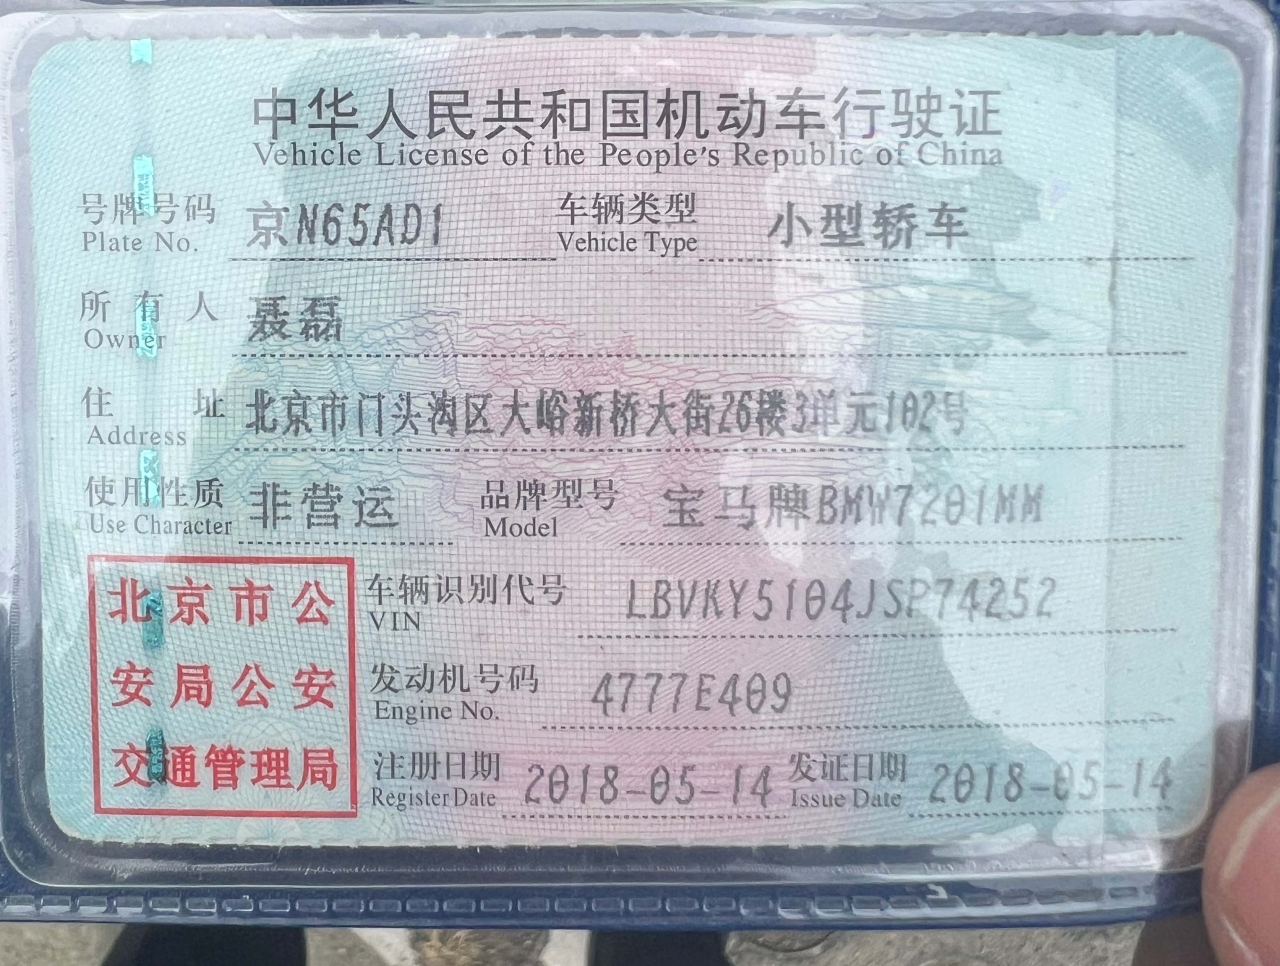 中华人民共和国机动车行驶证
Vehicle License of the People's Republic of China
号牌号码 京N65AD1 车辆类型 小型轿车
Plate No. Vehicle Type
所有人 聂磊
Owner
住址 北京市门头沟区大峪新桥大街26楼3单元102号
Address
使用性质 非营运 品牌型号 宝马牌BMW7201MM
Use Character Model
北京市公
安局公安
交通管理局
车辆识别代号 LBVKY5104JSP74252
VIN
发动机号码 4777E409
Engine No.
注册日期 2018-05-14 发证日期 2018-05-14
Register Date Issue Date